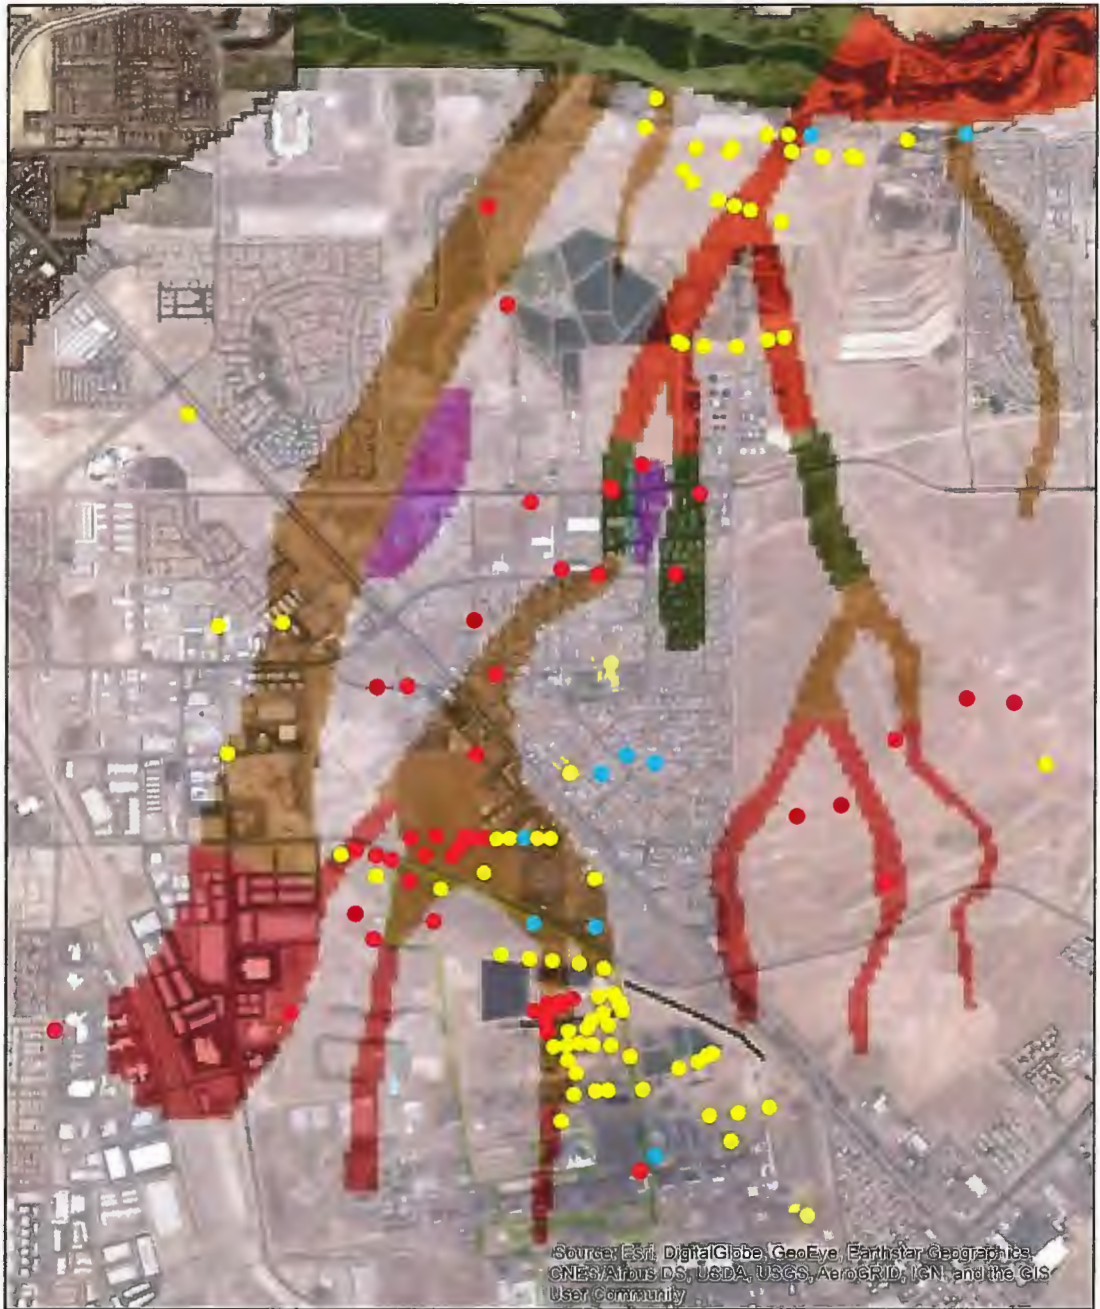 Source: Esri, DigitalGlobe, GeoEye, Earthstar Geographics,
CNES/Airbus DS, USDA, USGS, AeroGRID, IGN, and the GIS
User Community